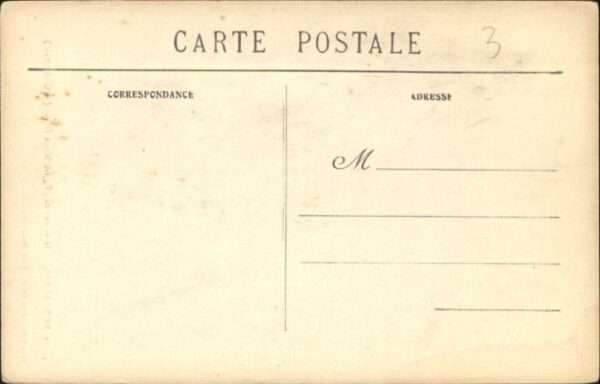 CARTE POSTALE
3
CORRESPONDANCE
ADRESSE
M